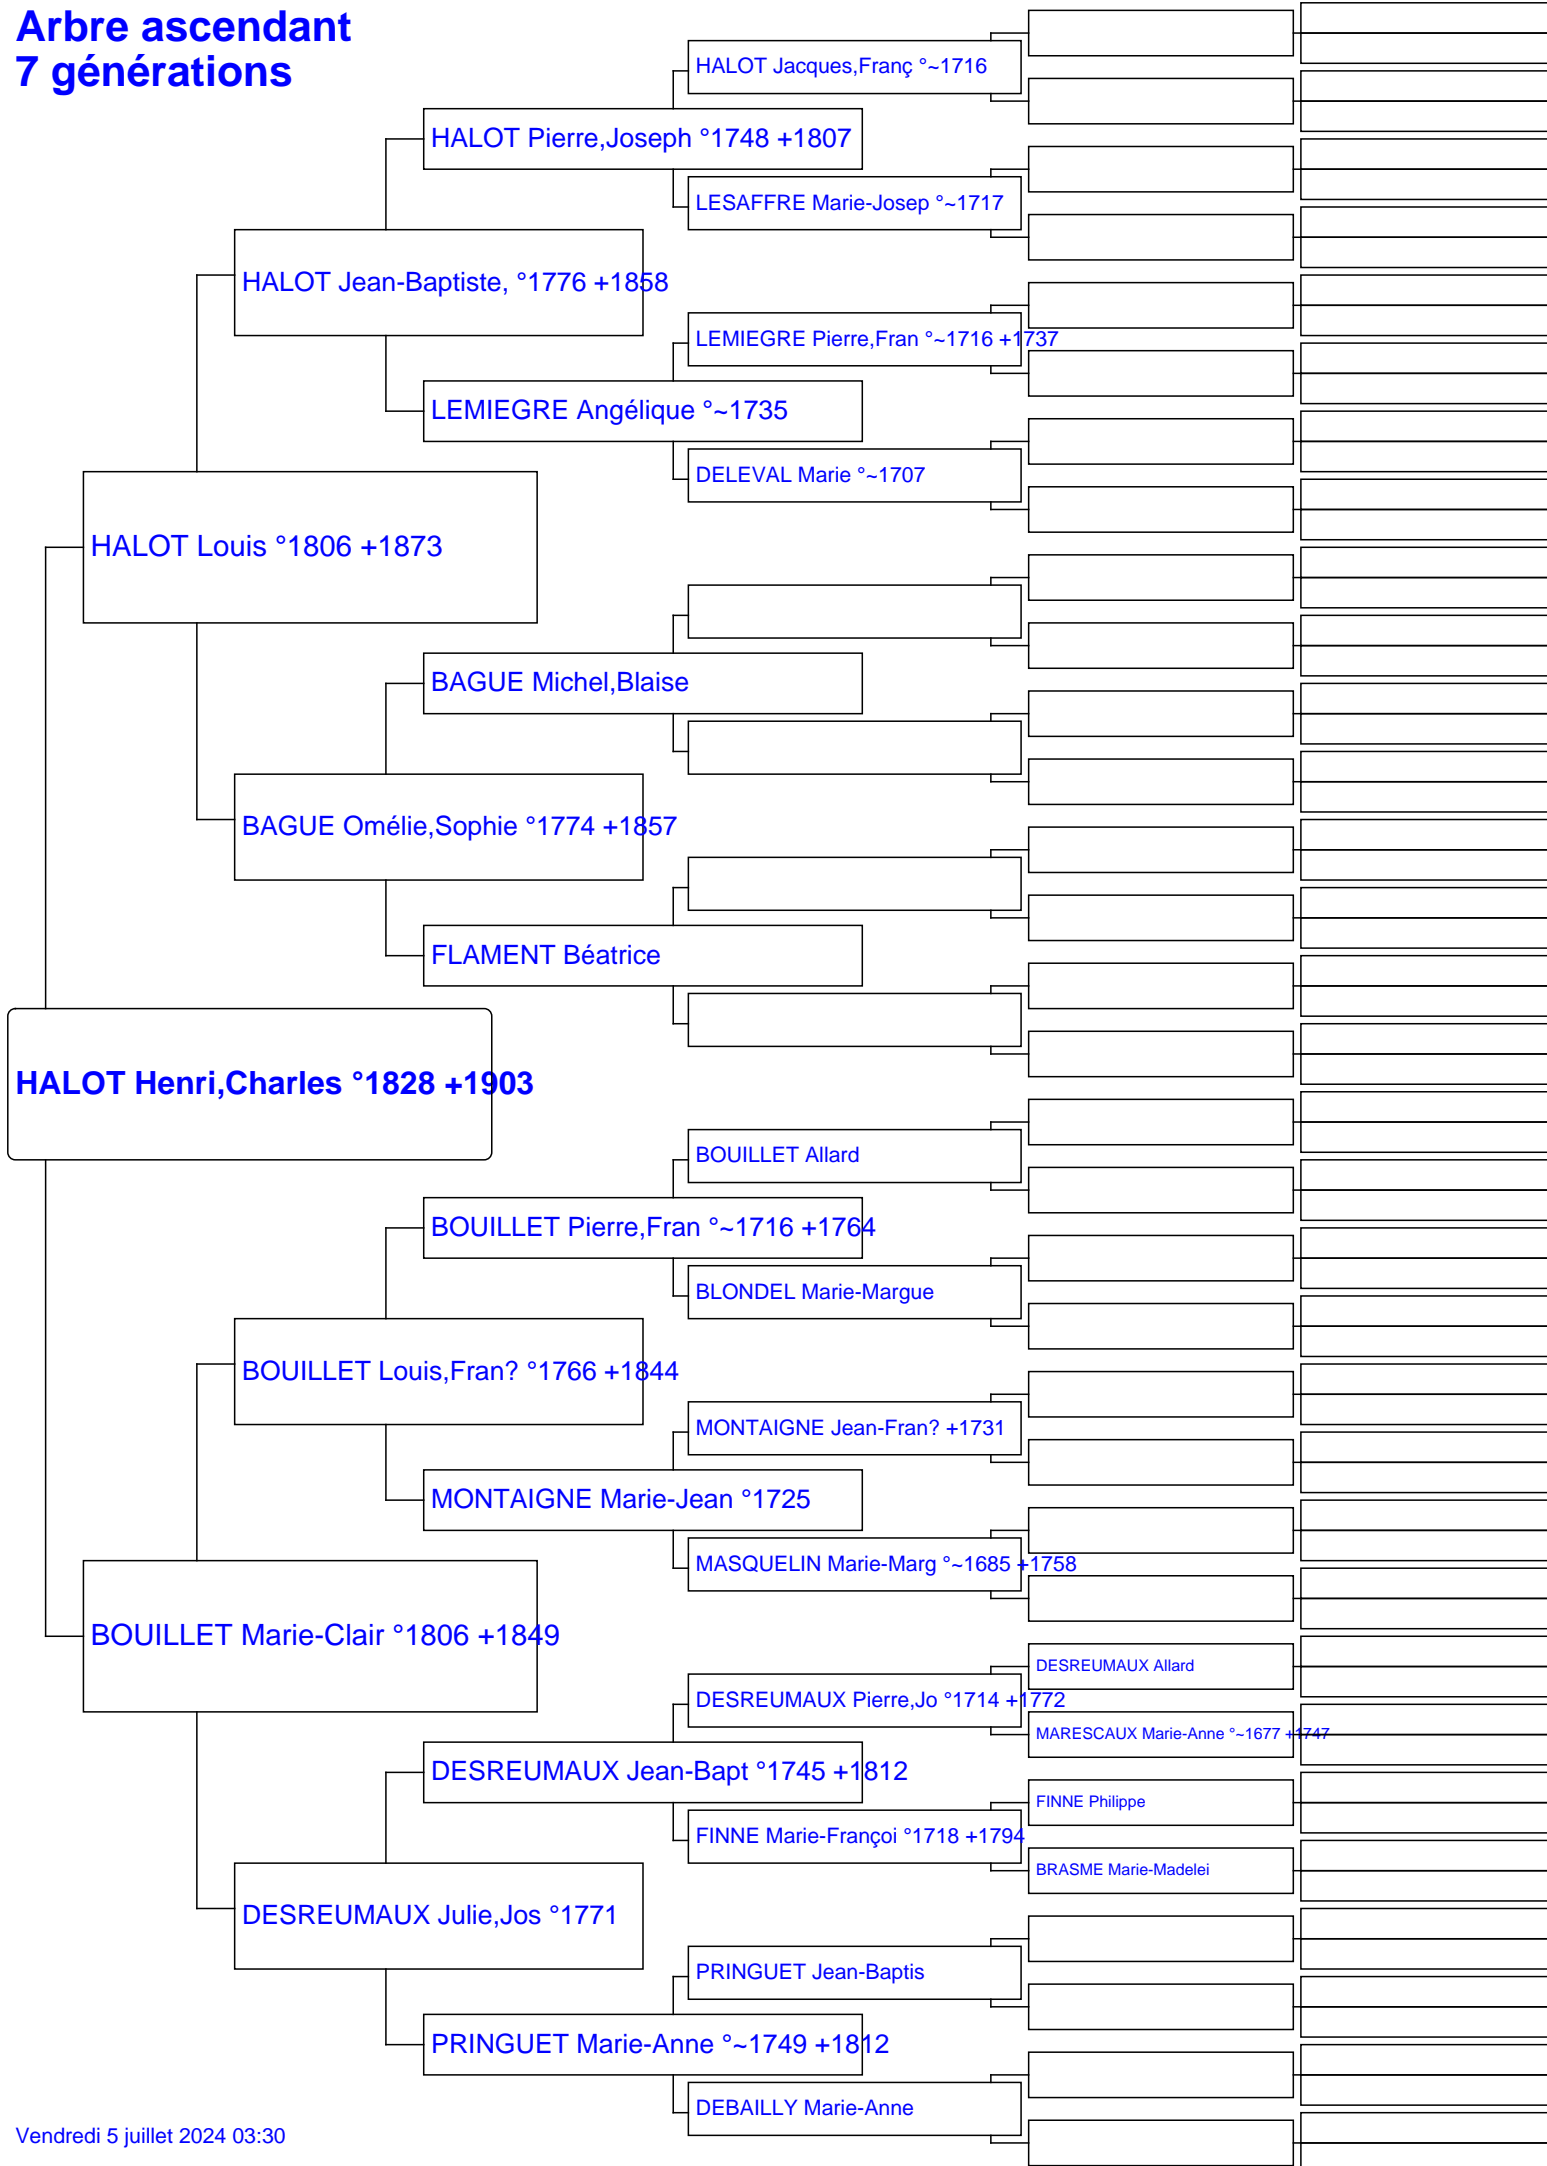 Arbre ascendant
7 générations
HALOT Jacques,Franç °~1716
HALOT Pierre,Joseph °1748 +1807
LESAFFRE Marie-Josep °~1717
HALOT Jean-Baptiste, °1776 +1858
LEMIEGRE Pierre,Fran °~1716 +1737
LEMIEGRE Angélique °~1735
DELEVAL Marie °~1707
HALOT Louis °1806 +1873
BAGUE Michel,Blaise
BAGUE Omélie,Sophie °1774 +1857
FLAMENT Béatrice
HALOT Henri,Charles °1828 +1903
BOUILLET Allard
BOUILLET Pierre,Fran °~1716 +1764
BLONDEL Marie-Margue
BOUILLET Louis,Fran? °1766 +1844
MONTAIGNE Jean-Fran? +1731
MONTAIGNE Marie-Jean °1725
MASQUELIN Marie-Marg °~1685 +1758
BOUILLET Marie-Clair °1806 +1849
DESREUMAUX Allard
DESREUMAUX Pierre,Jo °1714 +1772
MARESCAUX Marie-Anne °~1677 +1747
DESREUMAUX Jean-Bapt °1745 +1812
FINNE Philippe
FINNE Marie-Françoi °1718 +1794
BRASME Marie-Madelei
DESREUMAUX Julie,Jos °1771
PRINGUET Jean-Baptis
PRINGUET Marie-Anne °~1749 +1812
DEBAILLY Marie-Anne
Vendredi 5 juillet 2024 03:30